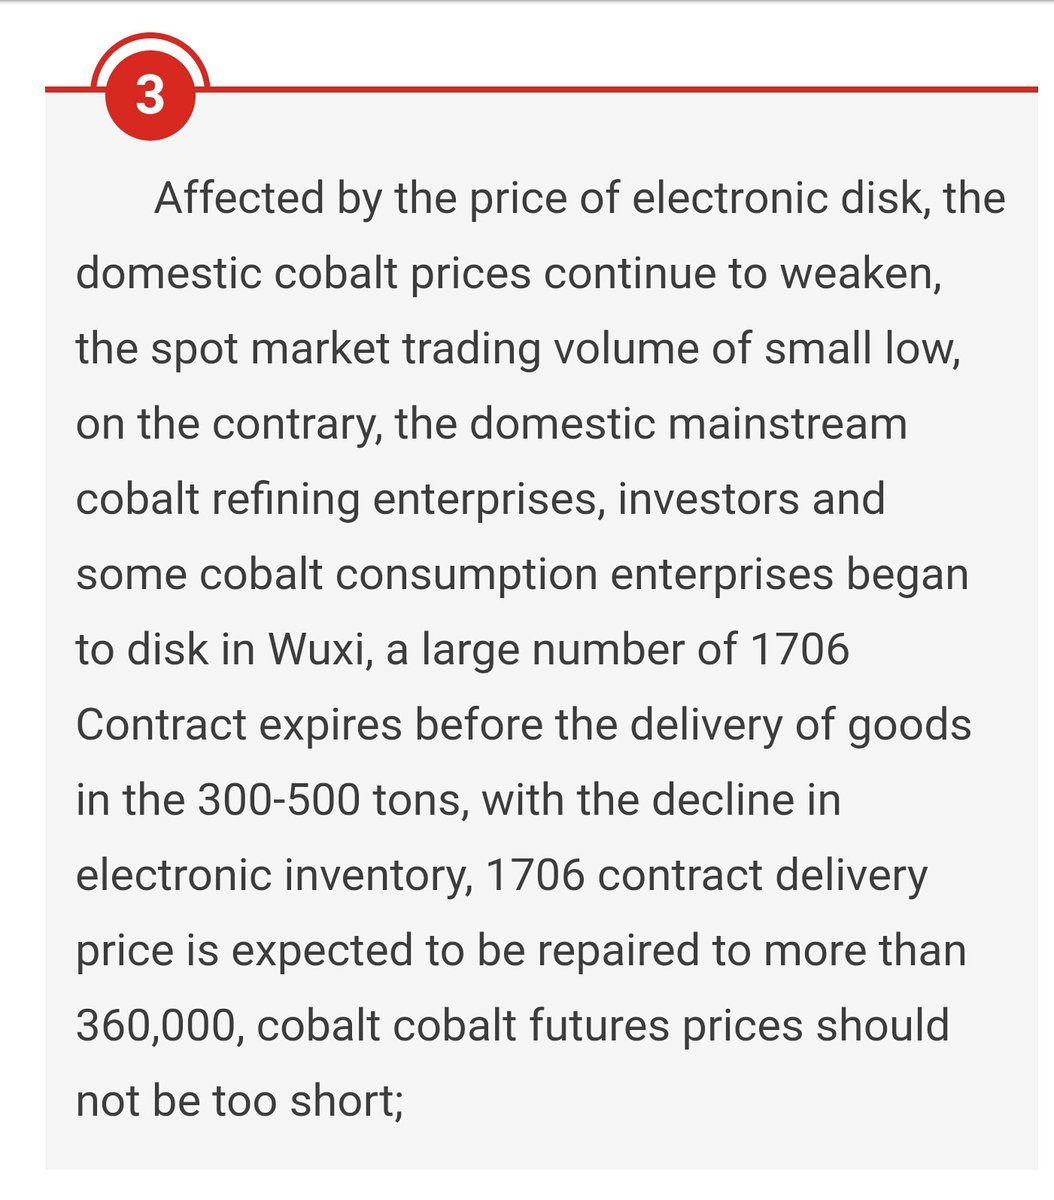 3
Affected by the price of electronic disk, the
domestic cobalt prices continue to weaken,
the spot market trading volume of small low,
on the contrary, the domestic mainstream
cobalt refining enterprises, investors and
some cobalt consumption enterprises began
to disk in Wuxi, a large number of 1706
Contract expires before the delivery of goods
in the 300-500 tons, with the decline in
electronic inventory, 1706 contract delivery
price is expected to be repaired to more than
360,000, cobalt cobalt futures prices should
not be too short;